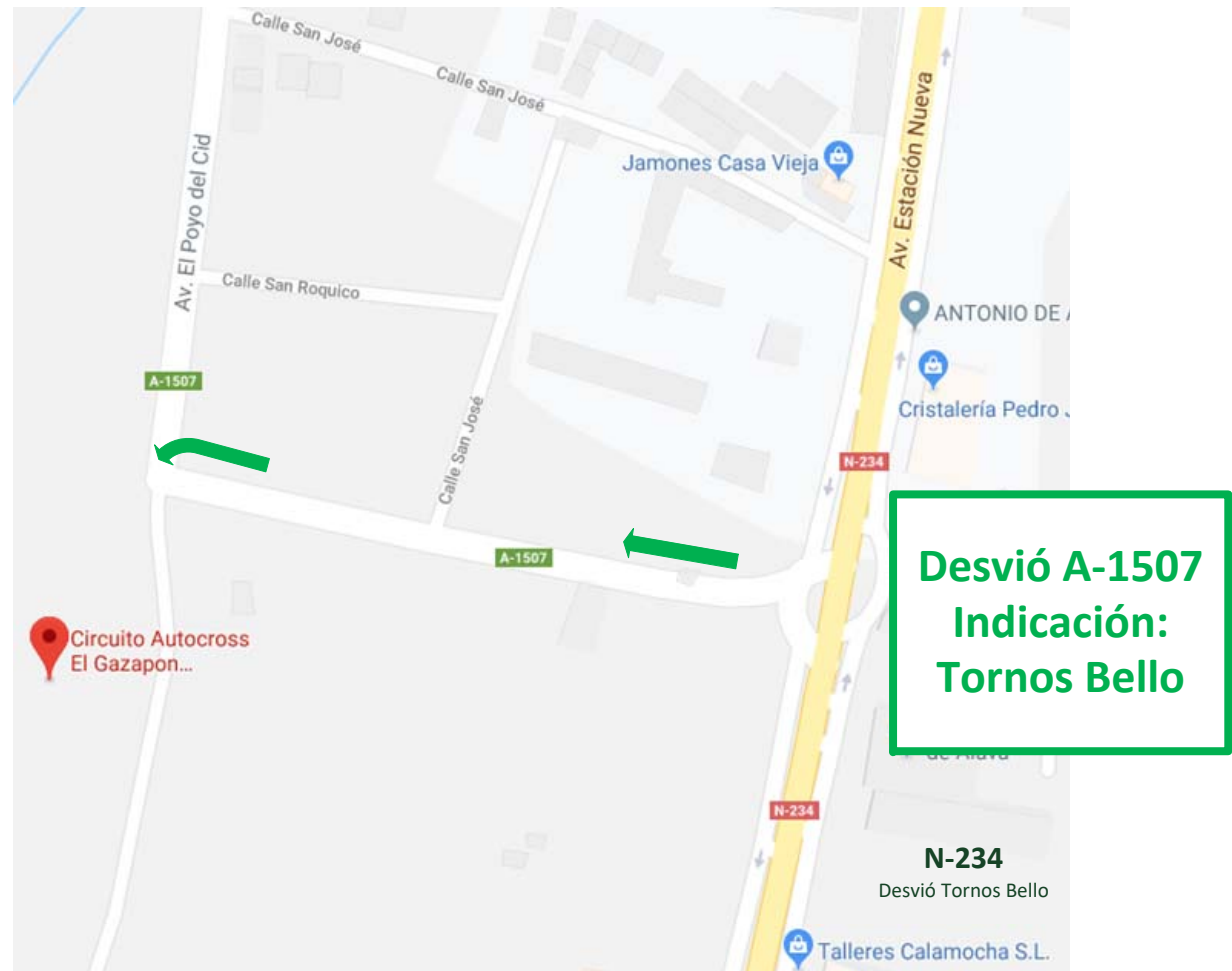 Calle San José
Calle San José
Av. Estación Nueva
Jamones Casa Vieja
Av. El Poyo del Cid
Calle San Roquico
ANTONIO DE
A-1507
Cristalería Pedro J
Calle San José
N-234
A-1507
Desvió A-1507
Indicación:
Tornos Bello
Circuito Autocross
El Gazapon...
de Alava
N-234
N-234
Desvió Tornos Bello
Talleres Calamocha S.L.